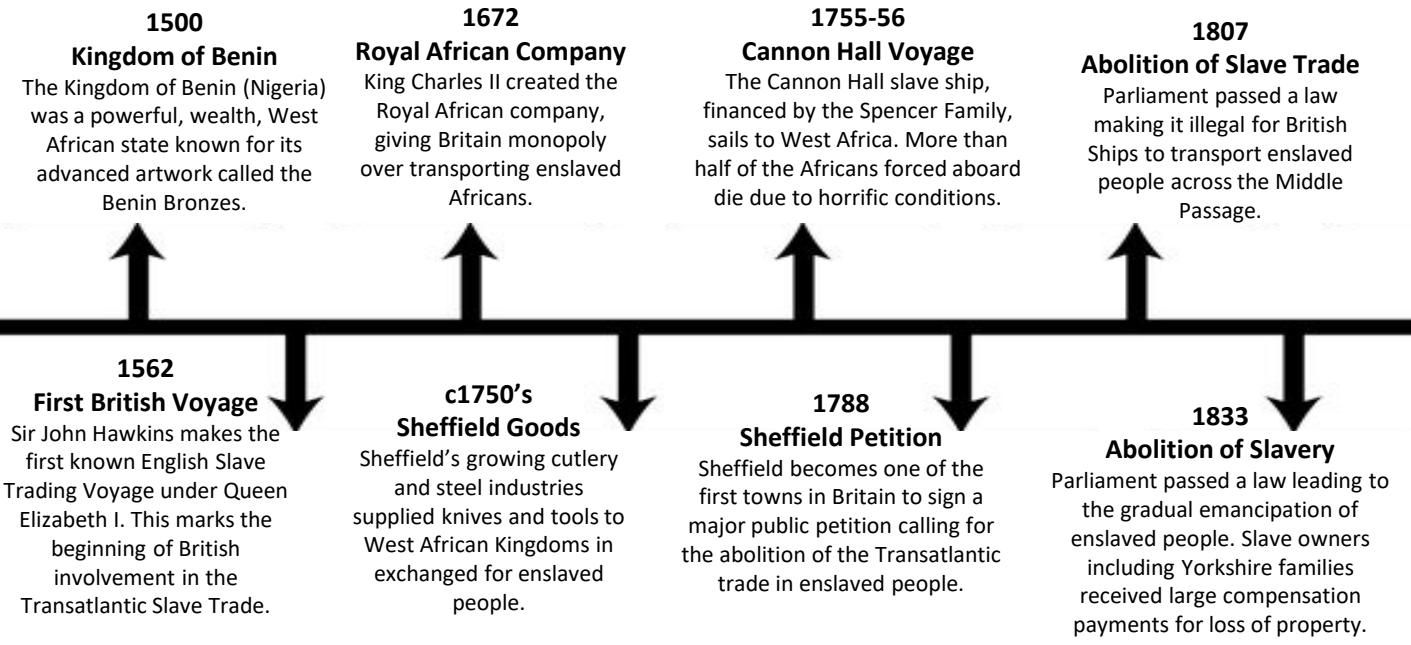 1500
Kingdom of Benin
The Kingdom of Benin (Nigeria)
was a powerful, wealth, West
African state known for its
advanced artwork called the
Benin Bronzes.
1672
Royal African Company
King Charles II created the
Royal African company,
giving Britain monopoly
over transporting enslaved
Africans.
1755-56
Cannon Hall Voyage
The Cannon Hall slave ship,
financed by the Spencer Family,
sails to West Africa. More than
half of the Africans forced aboard
die due to horrific conditions.
1807
Abolition of Slave Trade
Parliament passed a law
making it illegal for British
Ships to transport enslaved
people across the Middle
Passage.
1562
First British Voyage
Sir John Hawkins makes the
first known English Slave
Trading Voyage under Queen
Elizabeth I. This marks the
beginning of British
involvement in the
Transatlantic Slave Trade.
c1750’s
Sheffield Goods
Sheffield’s growing cutlery
and steel industries
supplied knives and tools to
West African Kingdoms in
exchanged for enslaved
people.
1788
Sheffield Petition
Sheffield becomes one of the
first towns in Britain to sign a
major public petition calling for
the abolition of the Transatlantic
trade in enslaved people.
1833
Abolition of Slavery
Parliament passed a law leading to
the gradual emancipation of
enslaved people. Slave owners
including Yorkshire families
received large compensation
payments for loss of property.